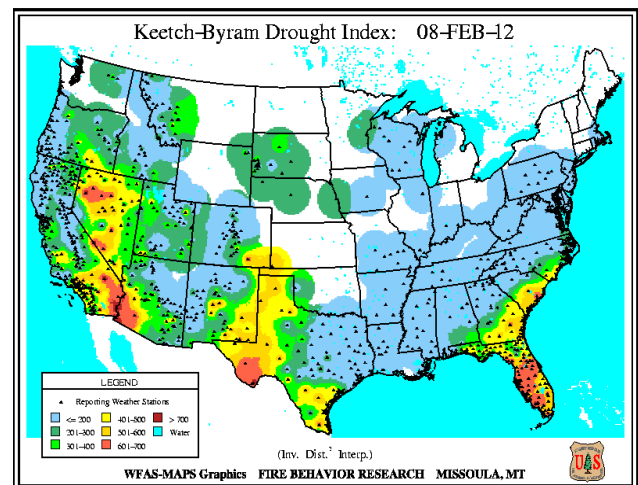 Keetch-Byram Drought Index: 08-FEB-12
LEGEND
Reporting Weather Stations
<= 200 401-500 > 700
201-300 501-600 Water
301-400 601-700
(Inv. Dist.² Interp.)
WFAS-MAPS Graphics FIRE BEHAVIOR RESEARCH MISSOULA, MT
U S